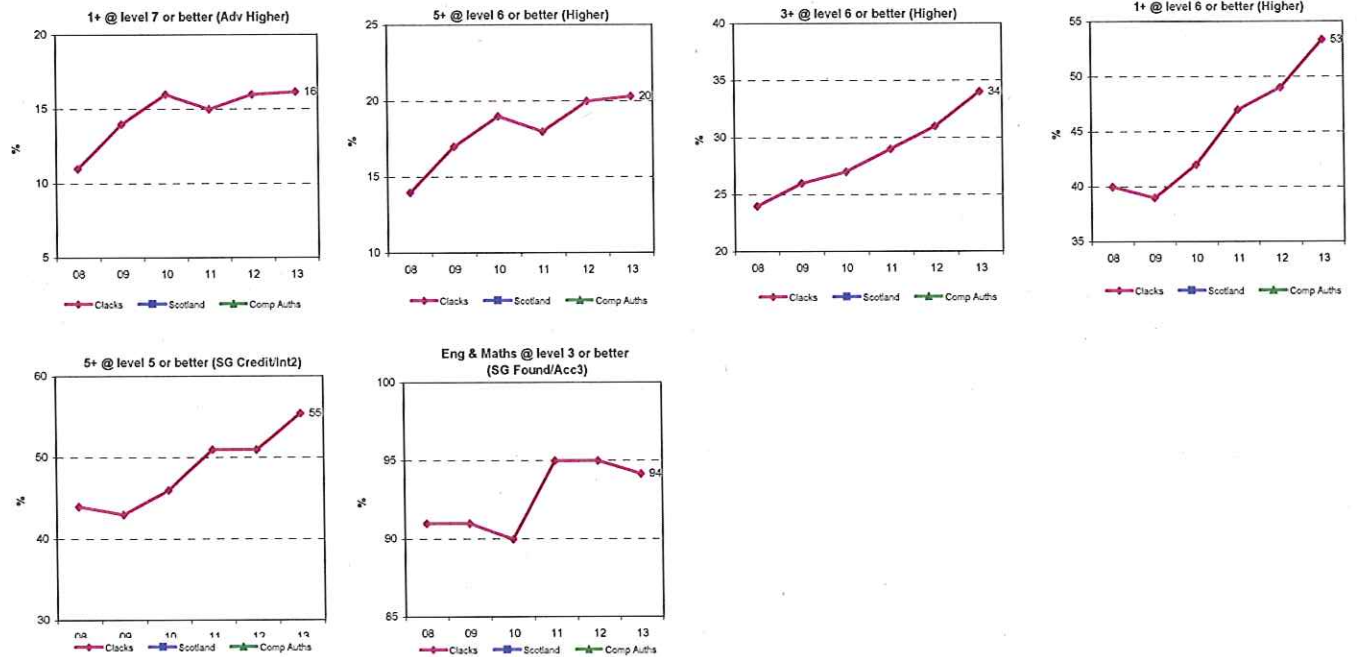 1+ @ level 7 or better (Adv Higher)
20
15
10
5
%
16
08 09 10 11 12 13
Clacks Scotland Comp Auths
5+ @ level 6 or better (Higher)
25
20
15
10
%
20
08 09 10 11 12 13
Clacks Scotland Comp Auths
3+ @ level 6 or better (Higher)
40
35
30
25
20
%
34
08 09 10 11 12 13
Clacks Scotland Comp Auths
1+ @ level 6 or better (Higher)
55
50
45
40
35
%
53
08 09 10 11 12 13
Clacks Scotland Comp Auths
5+ @ level 5 or better (SG Credit/Int2)
60
50
40
30
%
55
08 09 10 11 12 13
Clacks Scotland Comp Auths
Eng & Maths @ level 3 or better
(SG Found/Acc3)
100
95
90
85
%
94
08 09 10 11 12 13
Clacks Scotland Comp Auths